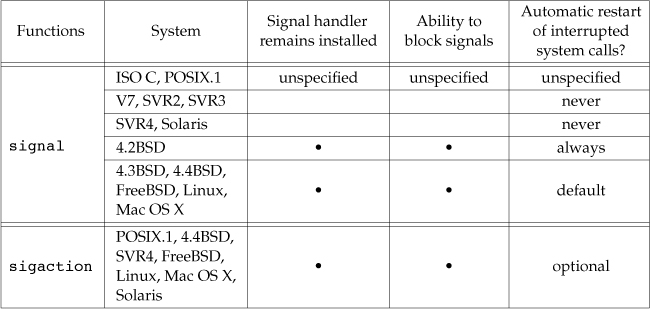 Functions System Signal handler remains installed Ability to block signals Automatic restart of interrupted system calls?
signal
ISO C, POSIX.1 unspecified unspecified unspecified
V7, SVR2, SVR3 never
SVR4, Solaris never
4.2BSD • • always
4.3BSD, 4.4BSD,
FreeBSD, Linux, • • default
Mac OS X
sigaction
POSIX.1, 4.4BSD,
SVR4, FreeBSD,
Linux, Mac OS X, • • optional
Solaris